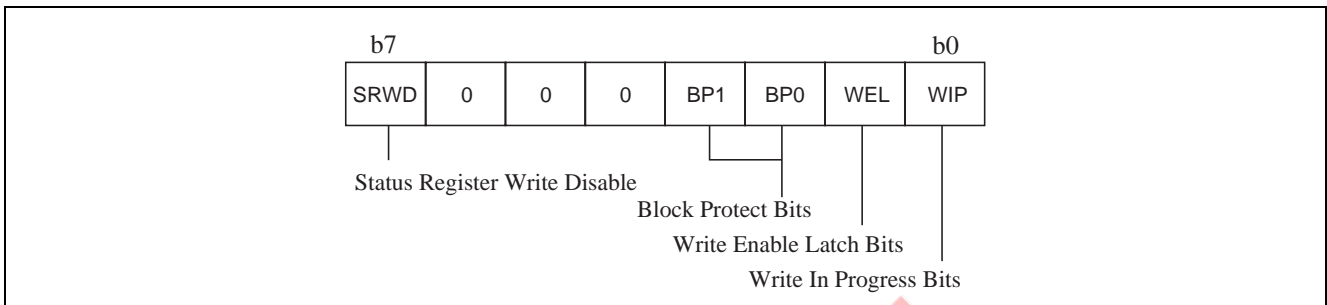 b7 b0
SRWD 0 0 0 BP1 BP0 WEL WIP
Status Register Write Disable
Block Protect Bits
Write Enable Latch Bits
Write In Progress Bits